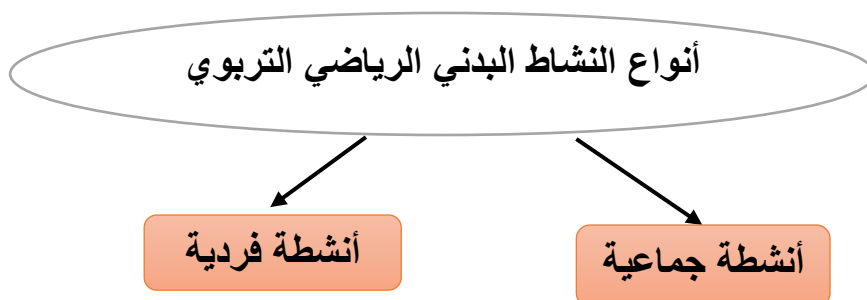 أنواع النشاط البدني الرياضي التربوي
أنشطة جماعية
أنشطة فردية